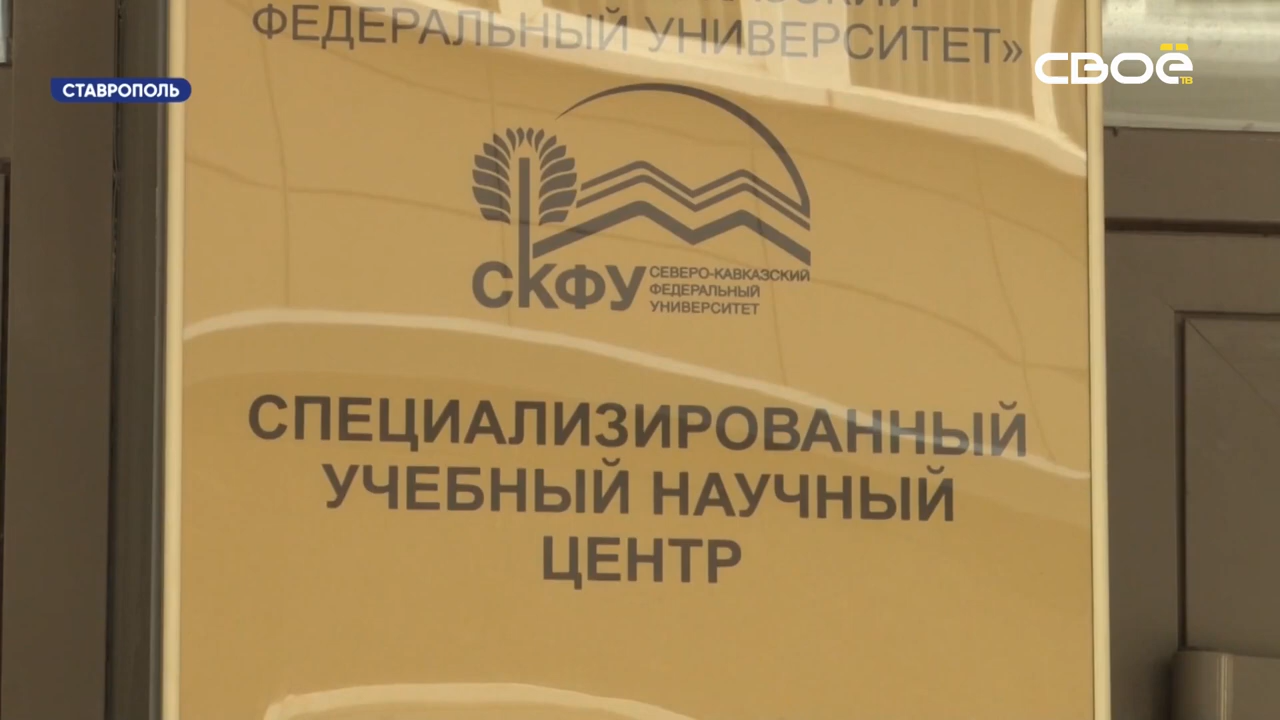 ФЕДЕРАЛЬНЫЙ УНИВЕРСИТЕТ»
СВОЁ
ТВ
СТАВРОПОЛЬ
СКФУ
СЕВЕРО-КАВКАЗСКИЙ
ФЕДЕРАЛЬНЫЙ
УНИВЕРСИТЕТ
СПЕЦИАЛИЗИРОВАННЫЙ
УЧЕБНЫЙ НАУЧНЫЙ
ЦЕНТР